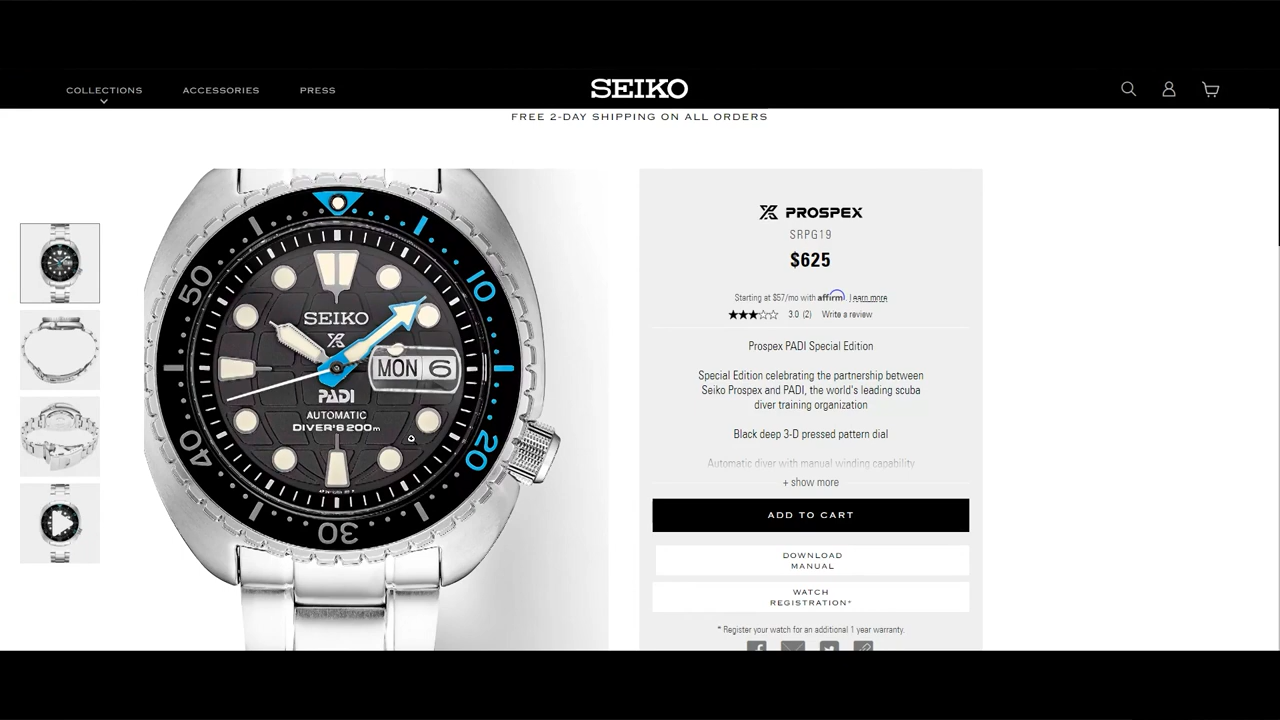 COLLECTIONS
ACCESSORIES
PRESS
SEIKO
FREE 2-DAY SHIPPING ON ALL ORDERS
50
10
40
20
30
SEIKO
MON 6
PADI
AUTOMATIC
DIVER'S 200m
PROSPEX
SRPG19
$625
Starting at $57/mo with affirm. Learn more
3.0 (2) Write a review
Prospex PADI Special Edition
Special Edition celebrating the partnership between
Seiko Prospex and PADI, the world's leading scuba
diver training organization
Black deep 3-D pressed pattern dial
Automatic diver with manual winding capability
+ show more
ADD TO CART
DOWNLOAD
MANUAL
WATCH
REGISTRATION*
* Register your watch for an additional 1 year warranty.